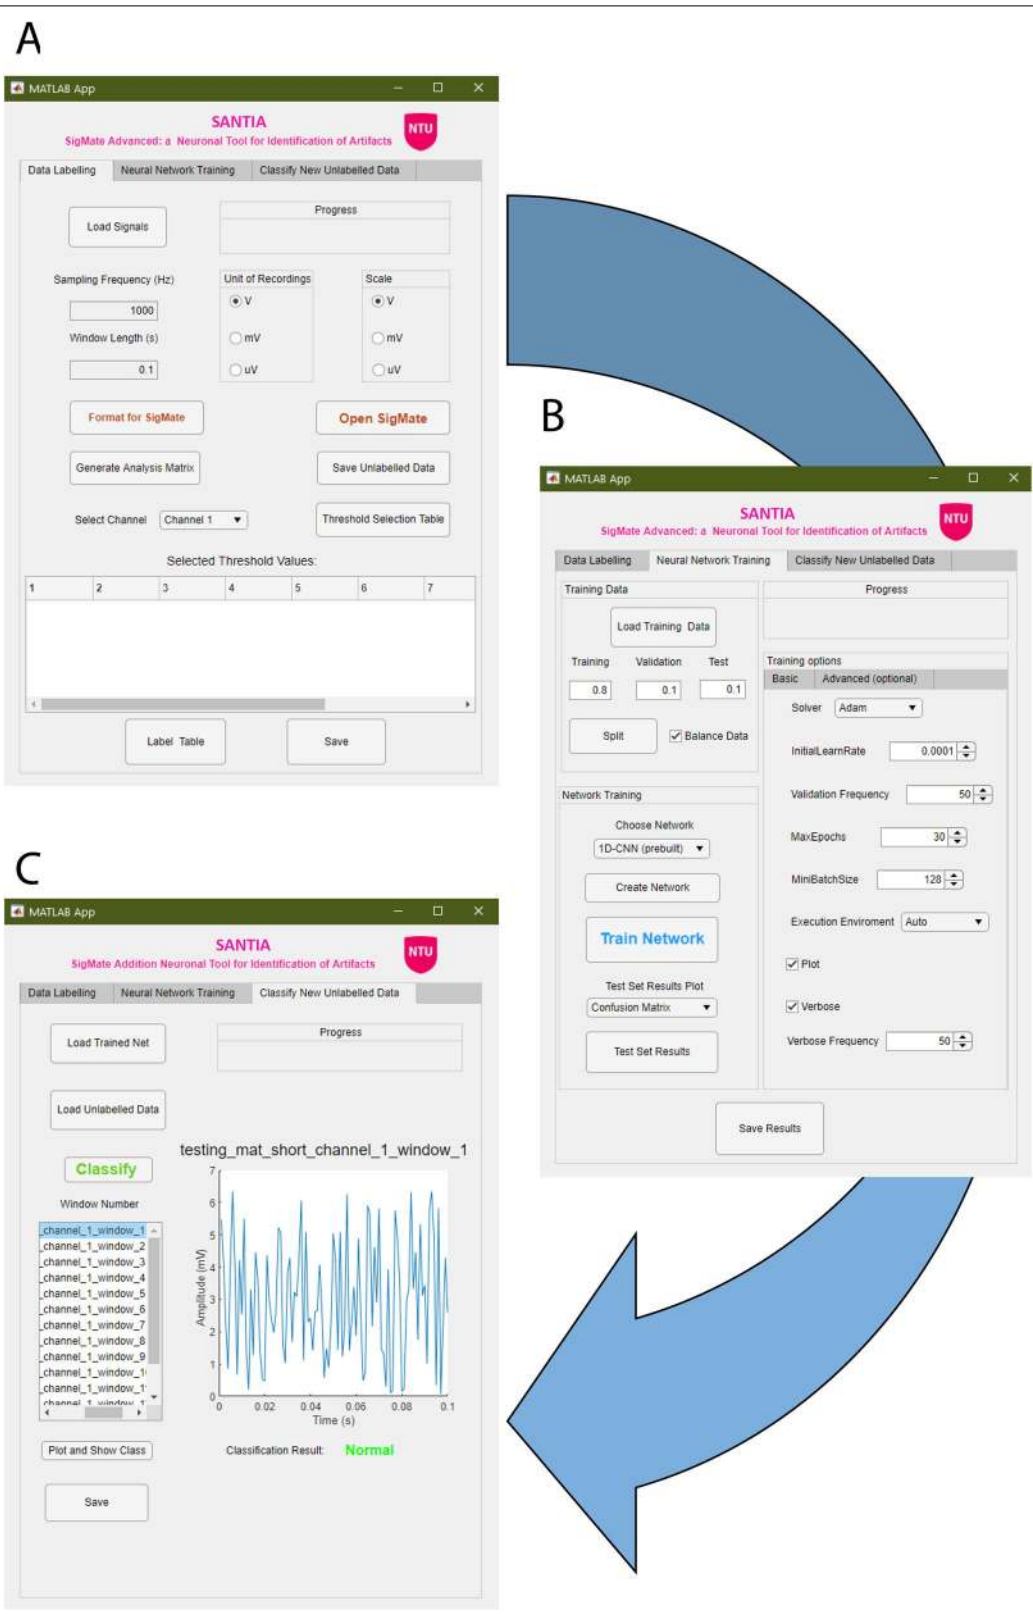 A
MATLAB App
SANTIA
SigMate Advanced: a Neuronal Tool for Identification of Artifacts
NTU
Data Labelling Neural Network Training Classify New Unlabelled Data
Load Signals
Progress
Sampling Frequency (Hz)
1000
Window Length (s)
0.1
Unit of Recordings
V
mV
uV
Scale
V
mV
uV
Format for SigMate
Open SigMate
Generate Analysis Matrix
Save Unlabelled Data
Select Channel Channel 1
Threshold Selection Table
Selected Threshold Values:
1 2 3 4 5 6 7
Label Table
Save
B
MATLAB App
SANTIA
SigMate Advanced: a Neuronal Tool for Identification of Artifacts
NTU
Data Labelling Neural Network Training Classify New Unlabelled Data
Training Data
Load Training Data
Training Validation Test
0.8 0.1 0.1
Split
Balance Data
Network Training
Choose Network
1D-CNN (prebuilt)
Create Network
Train Network
Test Set Results Plot
Confusion Matrix
Test Set Results
Progress
Training options
Basic Advanced (optional)
Solver Adam
InitialLearnRate 0.0001
Validation Frequency 50
MaxEpochs 30
MiniBatchSize 128
Execution Enviroment Auto
Plot
Verbose
Verbose Frequency 50
Save Results
C
MATLAB App
SANTIA
SigMate Addition Neuronal Tool for Identification of Artifacts
NTU
Data Labelling Neural Network Training Classify New Unlabelled Data
Load Trained Net
Progress
Load Unlabelled Data
Classify
Window Number
_channel_1_window_1
_channel_1_window_2
_channel_1_window_3
_channel_1_window_4
_channel_1_window_5
_channel_1_window_6
_channel_1_window_7
_channel_1_window_8
_channel_1_window_9
_channel_1_window_1
_channel_1_window_1
Plot and Show Class
Save
testing_mat_short_channel_1_window_1
7
6
5
4
3
2
1
0
Amplitude (mV)
0 0.02 0.04 0.06 0.08 0.1
Time (s)
Classification Result: Normal